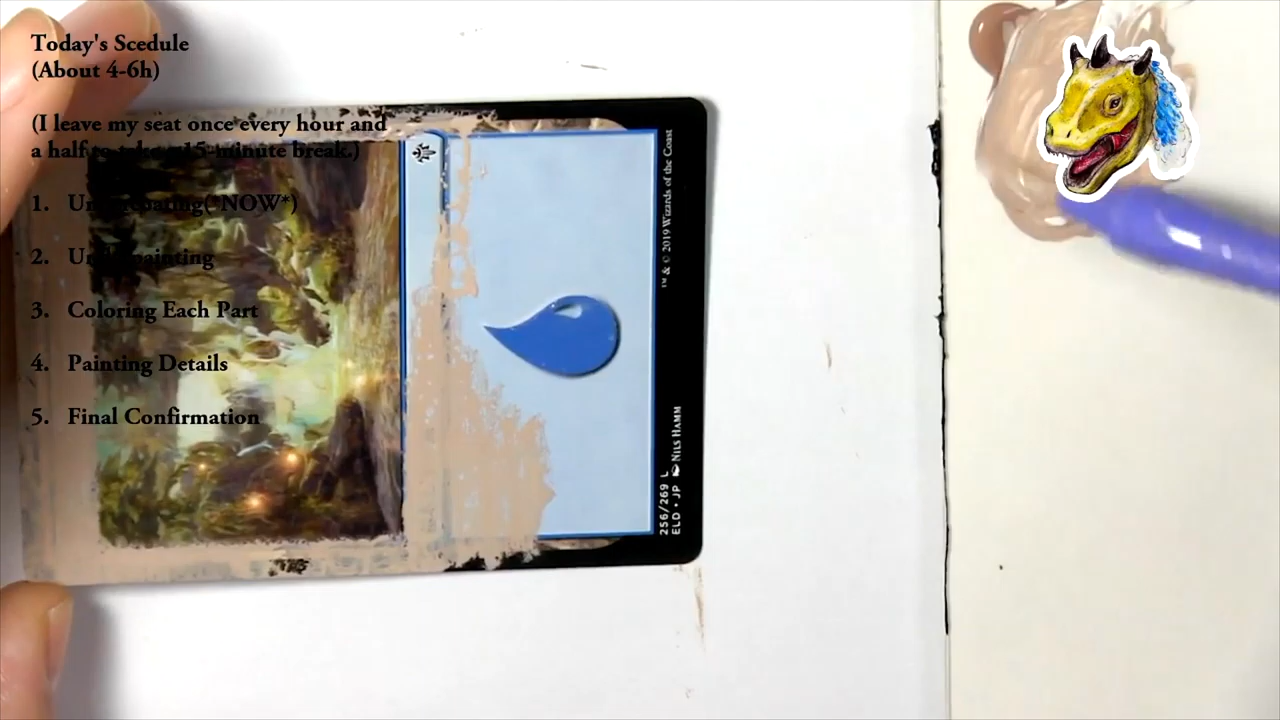 Today's Scedule
(About 4-6h)
(I leave my seat once every hour and
a half to take a 15-minute break.)
1. NOW*)
2. Underpainting
3. Coloring Each Part
4. Painting Details
5. Final Confirmation
™ & © 2019 Wizards of the Coast
256/269 L
ELD • JP NILS HAMM